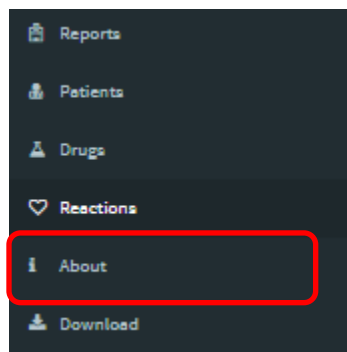 Reports
Patients
Drugs
Reactions
About
Download